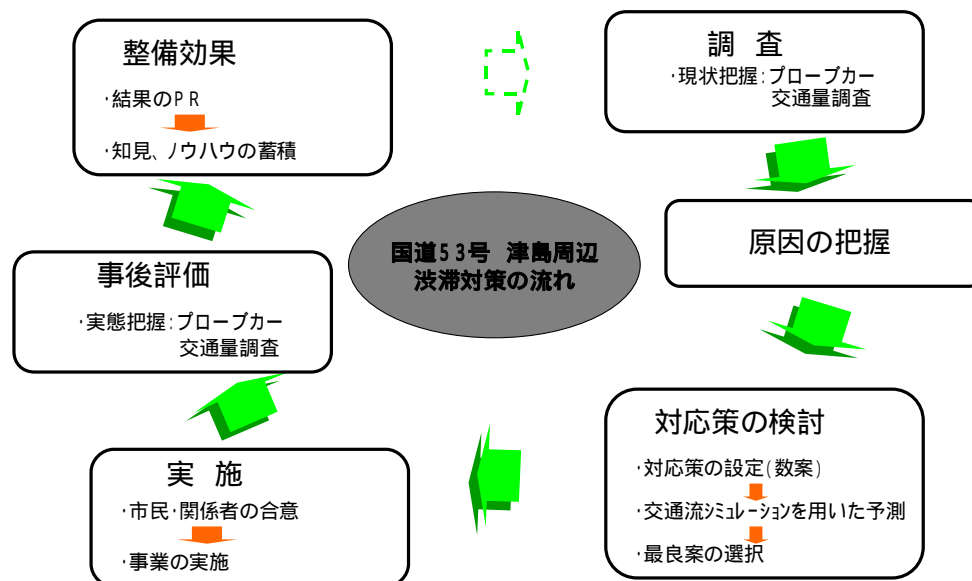 整備効果
･結果のPR
･知見、ノウハウの蓄積
調 査
･現状把握:プローブカー
交通量調査
国道53号 津島周辺
渋滞対策の流れ
原因の把握
事後評価
･実態把握:プローブカー
交通量調査
対応策の検討
･対応策の設定(数案)
･交通流ｼﾐｭﾚｰｼｮﾝを用いた予測
･最良案の選択
実 施
･市民･関係者の合意
･事業の実施